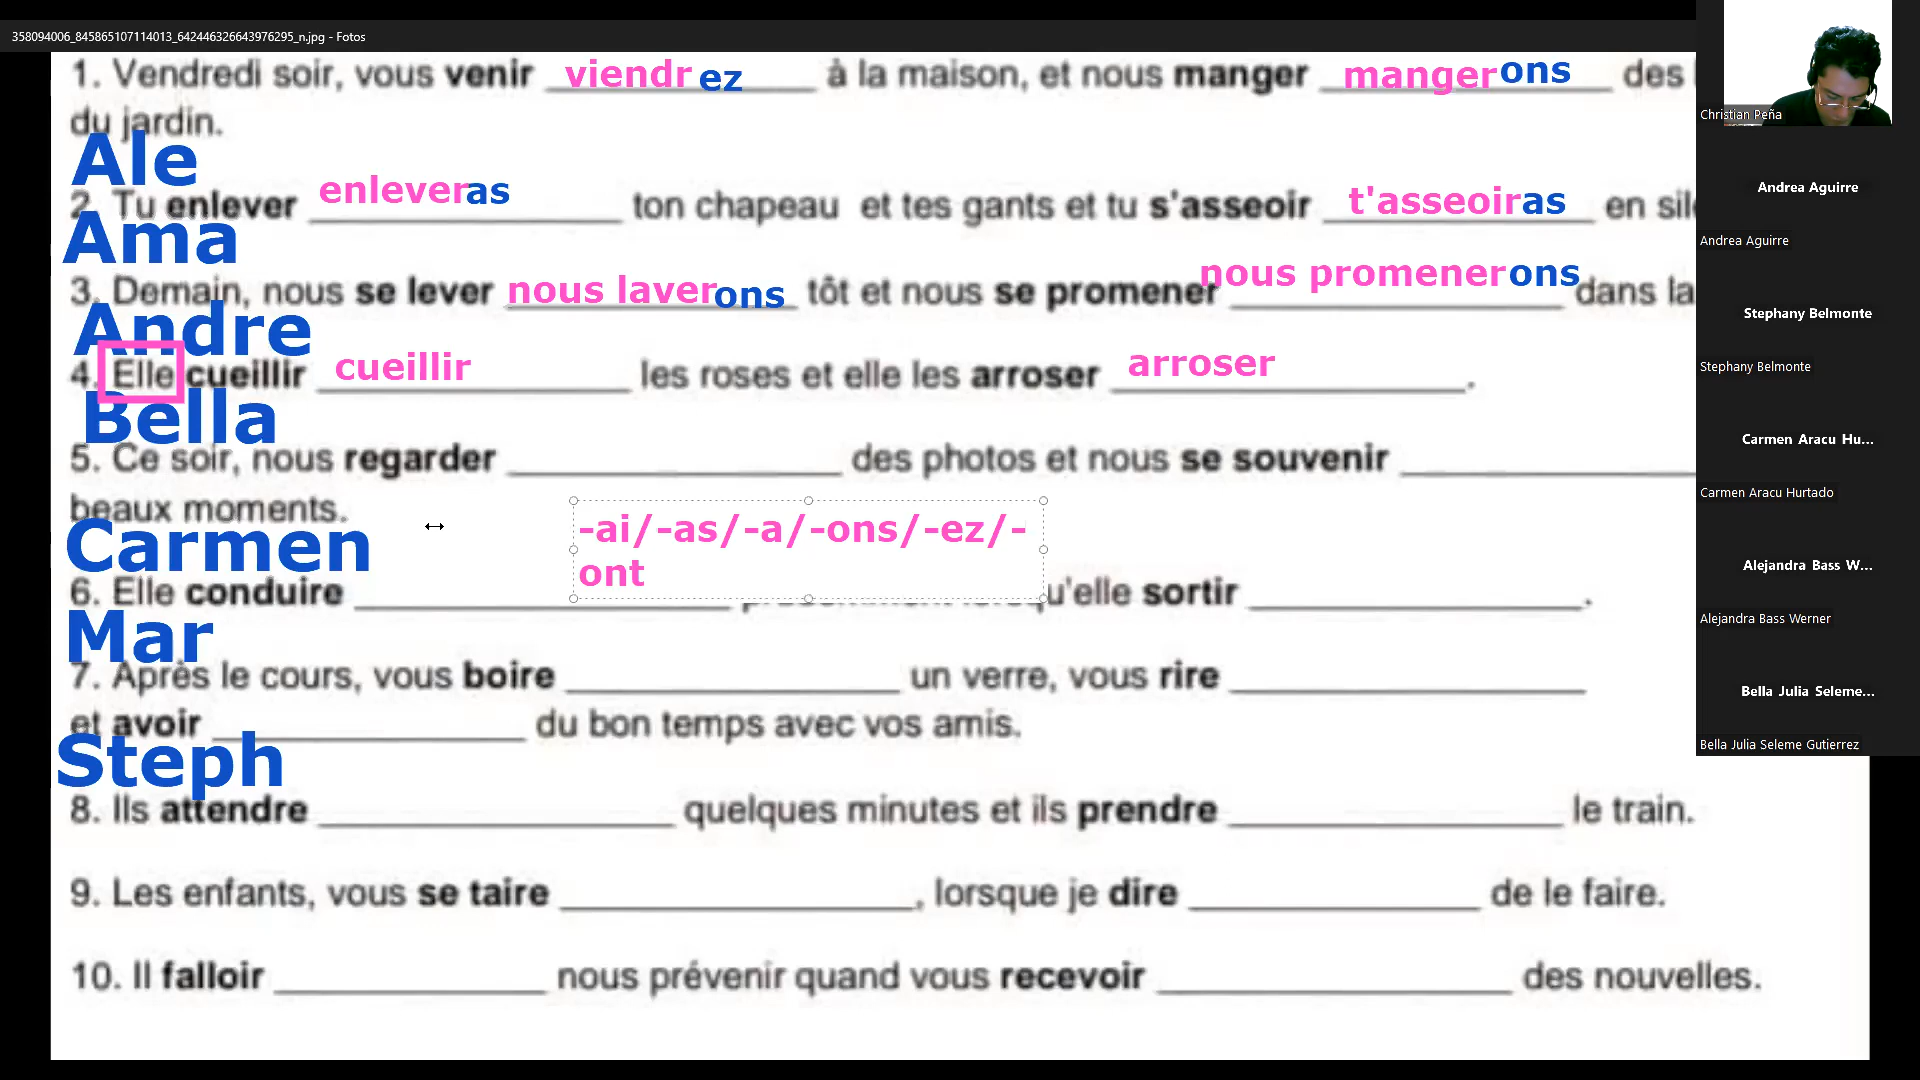 358094006_845865107114013_642446326643976295_n.jpg - Fotos
1. Vendredi soir, vous venir viendr ez à la maison, et nous manger mangerons des
du jardin.
Ale
2. Tu enlever enleveras ton chapeau et tes gants et tu s'asseoir t'asseoiras en sil
Ama
3. Demain, nous se lever nous laverons tôt et nous se promener nous promenerons dans la
Andre
4. Elle cueillir cueillir les roses et elle les arroser arroser.
Bella
5. Ce soir, nous regarder des photos et nous se souvenir
beaux moments.
-ai/-as/-a/-ons/-ez/-
ont
Carmen
6. Elle conduire u'elle sortir.
Mar
7. Après le cours, vous boire un verre, vous rire
et avoir du bon temps avec vos amis.
Steph
8. Ils attendre quelques minutes et ils prendre le train.
9. Les enfants, vous se taire, lorsque je dire de le faire.
10. Il falloir nous prévenir quand vous recevoir des nouvelles.
Christian Peña
Andrea Aguirre
Andrea Aguirre
Stephany Belmonte
Stephany Belmonte
Carmen Aracu Hu...
Carmen Aracu Hurtado
Alejandra Bass W...
Alejandra Bass Werner
Bella Julia Seleme...
Bella Julia Seleme Gutierrez